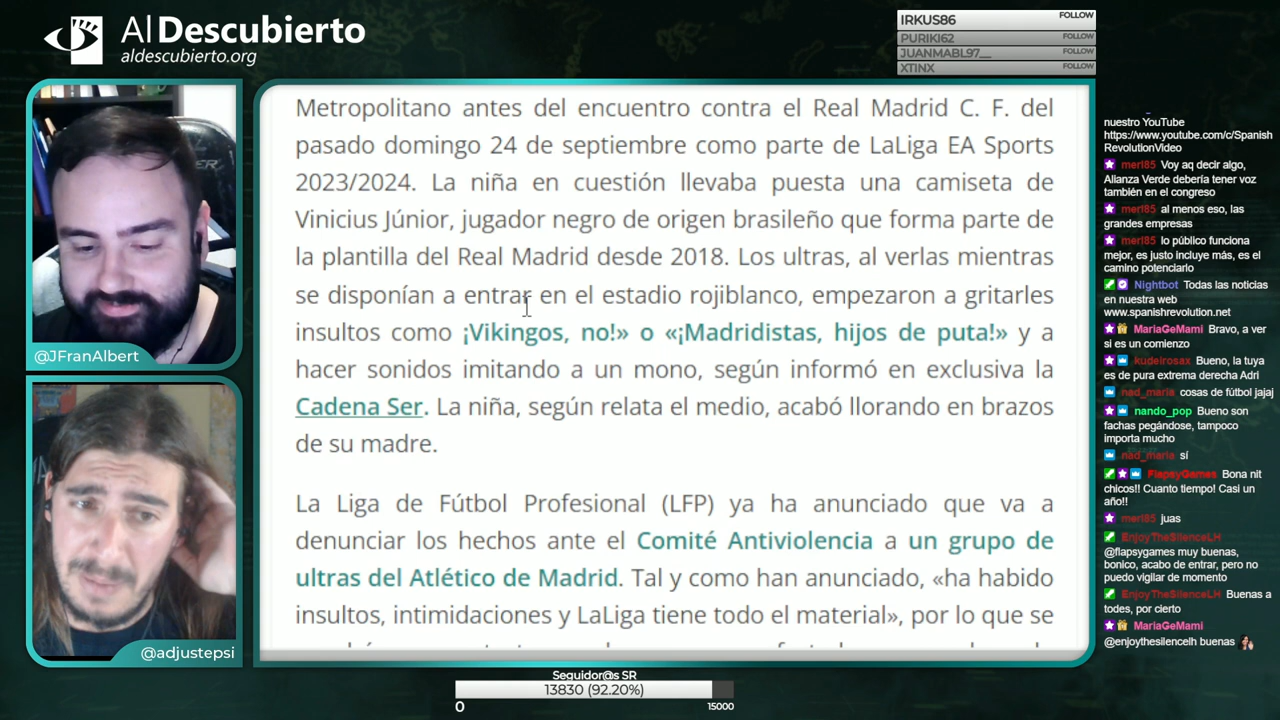 Al Descubierto
aldescubierto.org
IRKUS86 FOLLOW
PURIKI62 FOLLOW
JUANMABL97__ FOLLOW
XTINX FOLLOW
@JFranAlbert
@adjustepsi
Metropolitano antes del encuentro contra el Real Madrid C. F. del
pasado domingo 24 de septiembre como parte de LaLiga EA Sports
2023/2024. La niña en cuestión llevaba puesta una camiseta de
Vinicius Júnior, jugador negro de origen brasileño que forma parte de
la plantilla del Real Madrid desde 2018. Los ultras, al verlas mientras
se disponían a entrar en el estadio rojiblanco, empezaron a gritarles
insultos como ¡Vikingos, no!» o «¡Madridistas, hijos de puta!» y a
hacer sonidos imitando a un mono, según informó en exclusiva la
Cadena Ser. La niña, según relata el medio, acabó llorando en brazos
de su madre.
La Liga de Fútbol Profesional (LFP) ya ha anunciado que va a
denunciar los hechos ante el Comité Antiviolencia a un grupo de
ultras del Atlético de Madrid. Tal y como han anunciado, «ha habido
insultos, intimidaciones y LaLiga tiene todo el material», por lo que se
nuestro YouTube
https://www.youtube.com/c/Spanish
RevolutionVideo
merl85 Voy aq decir algo,
Alianza Verde debería tener voz
también en el congreso
merl85 al menos eso, las
grandes empresas
merl85 lo público funciona
mejor, es justo incluye más, es el
camino potenciarlo
Nightbot Todas las noticias
en nuestra web
www.spanishrevolution.net
MariaGeMami Bravo, a ver
si es un comienzo
kudeirosax Bueno, la tuya
es de pura extrema derecha Adri
nad_maria cosas de fútbol jajaj
nando_pop Bueno son
fachas pegándose, tampoco
importa mucho
nad_maria sí
FlapsyGames Bona nit
chicos!! Cuanto tiempo! Casi un
año!!
merl85 juas
EnjoyTheSilenceLH
@flapsygames muy buenas,
bonico, acabo de entrar, pero no
puedo vigilar de momento
EnjoyTheSilenceLH Buenas a
todes, por cierto
MariaGeMami
@enjoythesilencelh buenas
Seguidor@s SR
13830 (92.20%)
0 15000